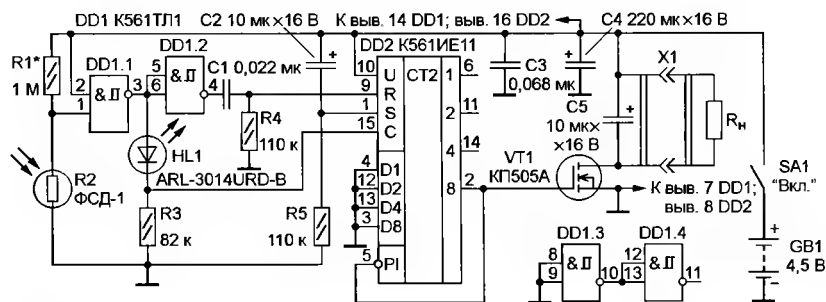 DD1 К561ТЛ1
С2 10 мк×16 В
К выв. 14 DD1; выв. 16 DD2
С4 220 мк×16 В
R1*
1 М
DD1.1
2
1
&
3
DD1.2
5
6
&
4
С1 0,022 мк
R4
110 к
DD2 К561ИЕ11
10
9
1
15
U
R
S
C
CT2
1
2
4
8
6
11
14
2
4
12
13
3
D1
D2
D4
D8
5
PI
С3
0,068 мк
С5
10 мк×
×16 В
X1
Rн
R2
ФСД-1
HL1
ARL-3014URD-B
R3
82 к
R5
110 к
VT1
КП505А
К выв. 7 DD1;
выв. 8 DD2
SA1
"Вкл."
GB1
4,5 В
DD1.3
8
9
&
10
DD1.4
12
13
&
11